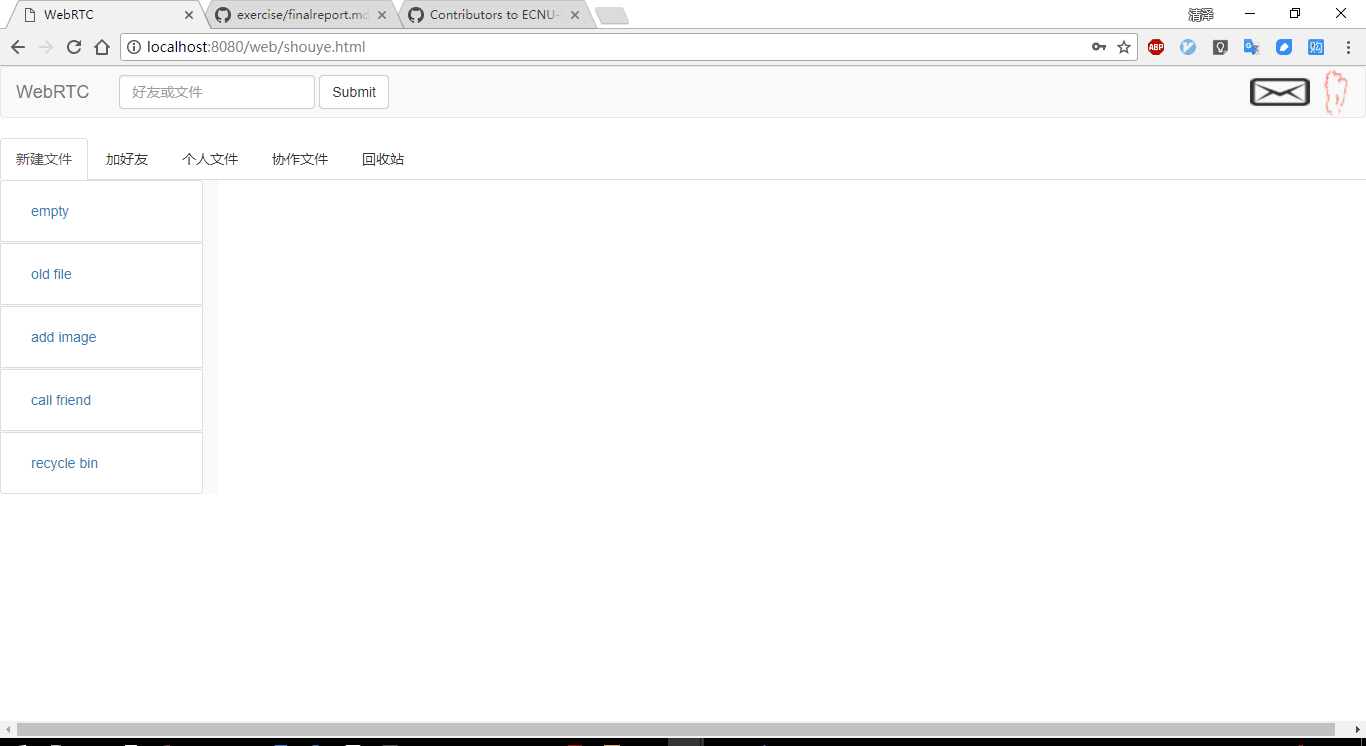 WebRTC
exercise/finalreport.md
Contributors to ECNU-
清泽
localhost:8080/web/shouye.html
ABP
WebRTC
好友或文件
Submit
新建文件 加好友 个人文件 协作文件 回收站
empty
old file
add image
call friend
recycle bin